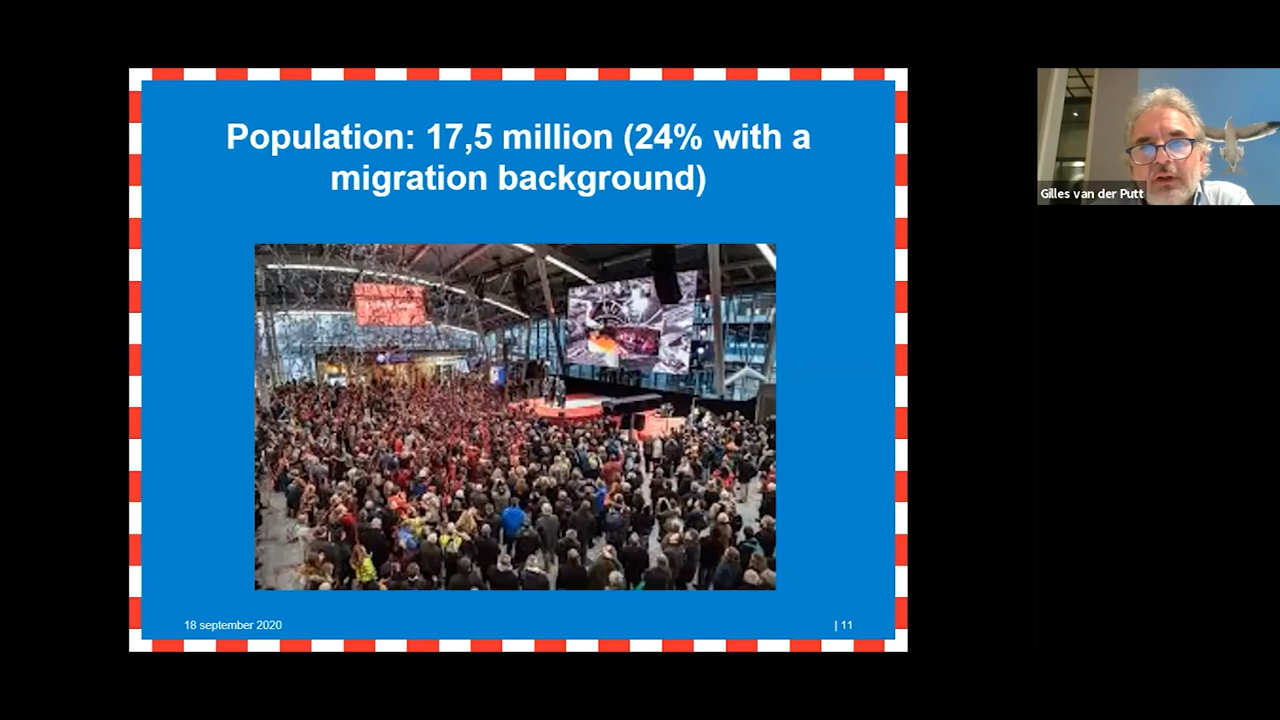 Population: 17,5 million (24% with a
migration background)
Gilles van der Putt
18 september 2020
| 11